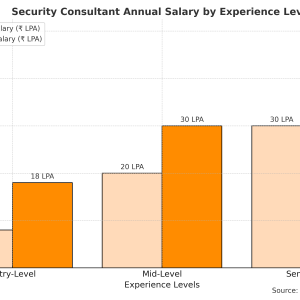 Security Consultant Annual Salary by Experience Lev
lary (₹ LPA)
alary (₹ LPA)
30 LPA
30 LPA
20 LPA
18 LPA
try-Level
Mid-Level
Sen
Experience Levels
Source: